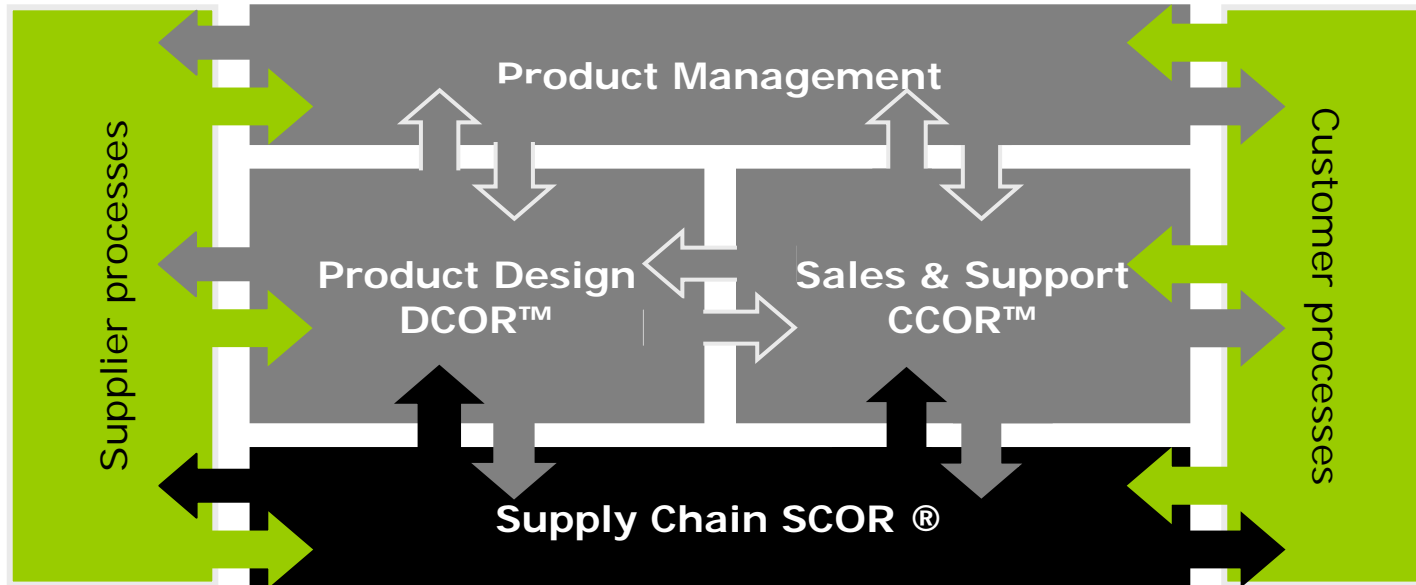 Product Management
Supplier processes
Product Design
DCOR™
Sales & Support
CCOR™
Customer processes
Supply Chain SCOR ®